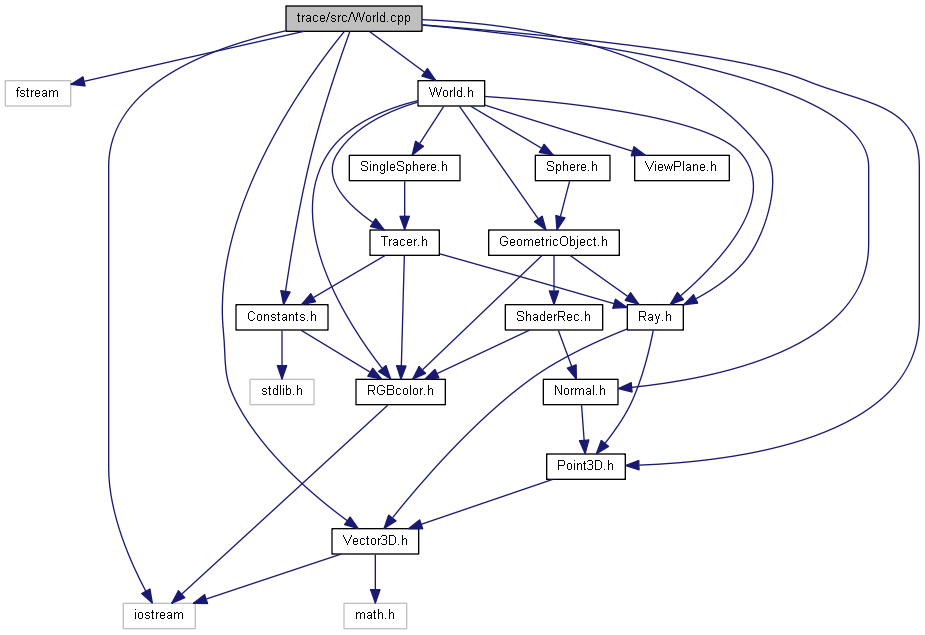 trace/src/World.cpp
fstream
World.h
SingleSphere.h
Sphere.h
ViewPlane.h
Tracer.h
GeometricObject.h
Constants.h
ShaderRec.h
Ray.h
stdlib.h
RGBcolor.h
Normal.h
Point3D.h
Vector3D.h
iostream
math.h